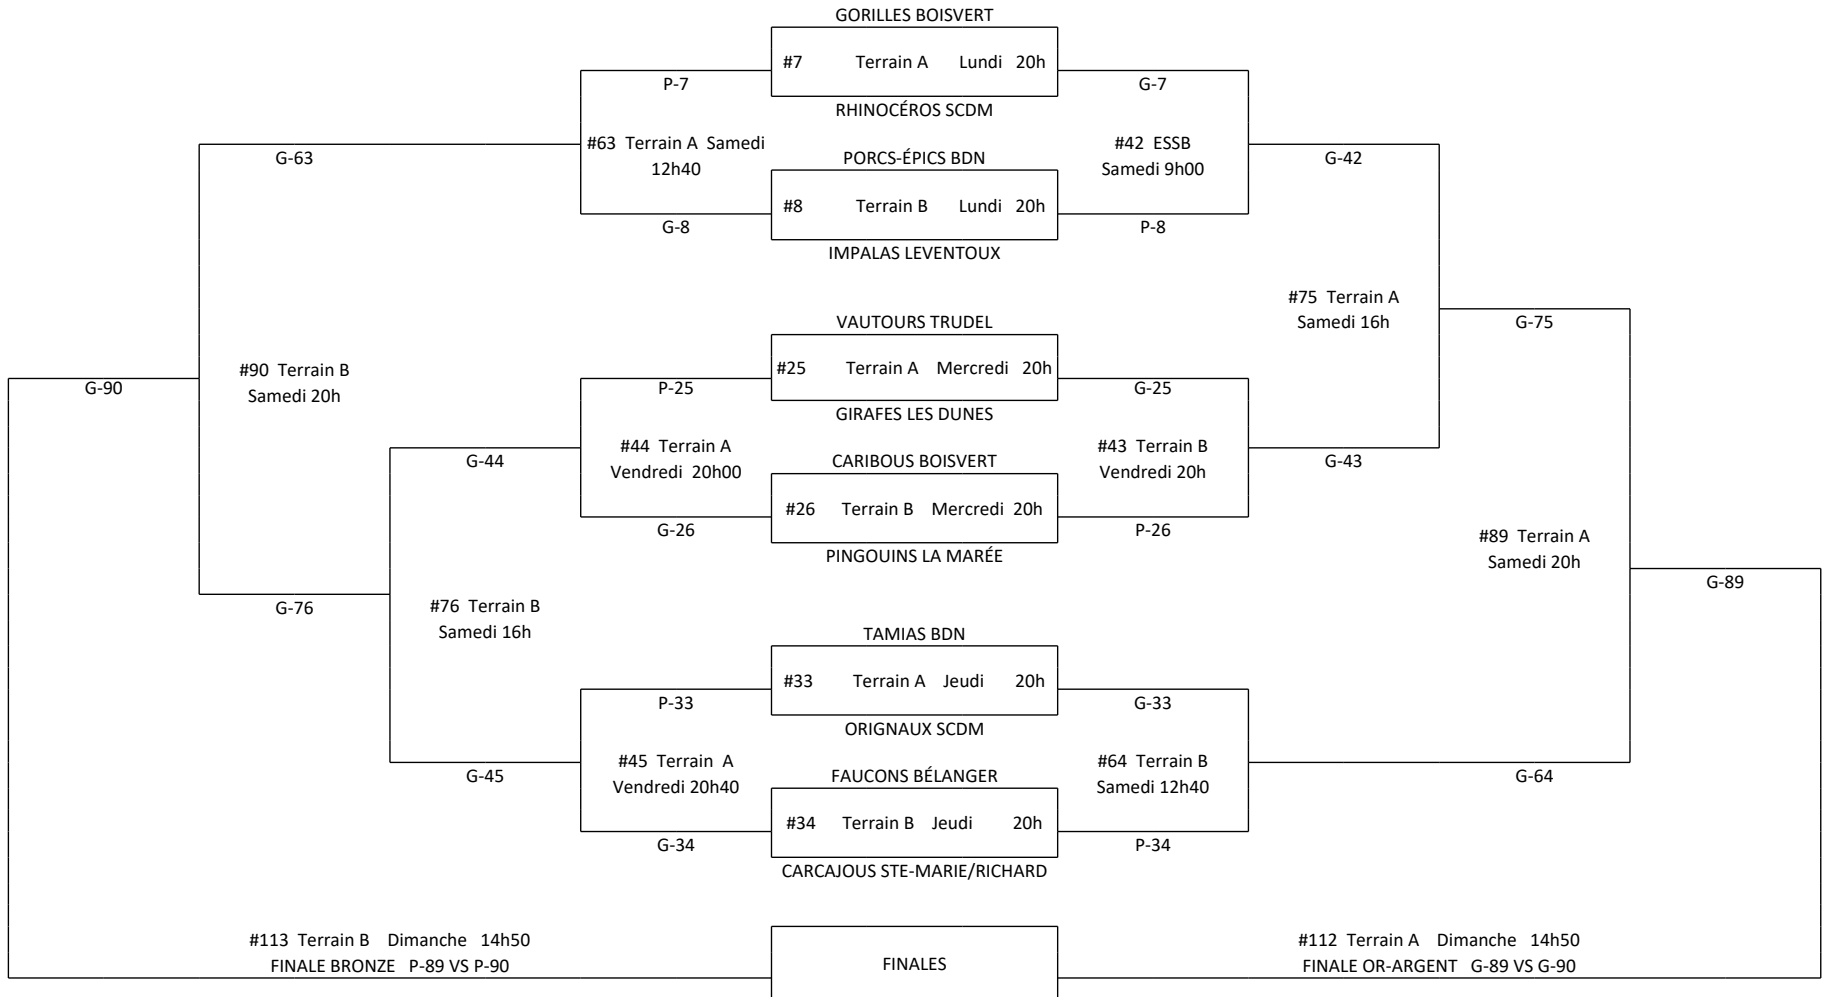 GORILLES BOISVERT
#7 Terrain A Lundi 20h
P-7
G-7
RHINOCÉROS SCDM
#63 Terrain A Samedi
12h40
#42 ESSB
Samedi 9h00
G-63
PORCS-ÉPICS BDN
G-42
#8 Terrain B Lundi 20h
G-8
P-8
IMPALAS LEVENTOUX
#75 Terrain A
Samedi 16h
VAUTOURS TRUDEL
G-75
#90 Terrain B
Samedi 20h
#25 Terrain A Mercredi 20h
G-90
P-25
G-25
GIRAFES LES DUNES
#44 Terrain A
Vendredi 20h00
#43 Terrain B
Vendredi 20h
G-44
CARIBOUS BOISVERT
G-43
#26 Terrain B Mercredi 20h
G-26
P-26
#89 Terrain A
Samedi 20h
PINGOUINS LA MARÉE
G-89
G-76
#76 Terrain B
Samedi 16h
TAMIAS BDN
#33 Terrain A Jeudi 20h
P-33
G-33
ORIGNAUX SCDM
#45 Terrain A
Vendredi 20h40
#64 Terrain B
Samedi 12h40
G-45
FAUCONS BÉLANGER
G-64
#34 Terrain B Jeudi 20h
G-34
P-34
CARCAJOUS STE-MARIE/RICHARD
#113 Terrain B Dimanche 14h50
FINALE BRONZE P-89 VS P-90
FINALES
#112 Terrain A Dimanche 14h50
FINALE OR-ARGENT G-89 VS G-90